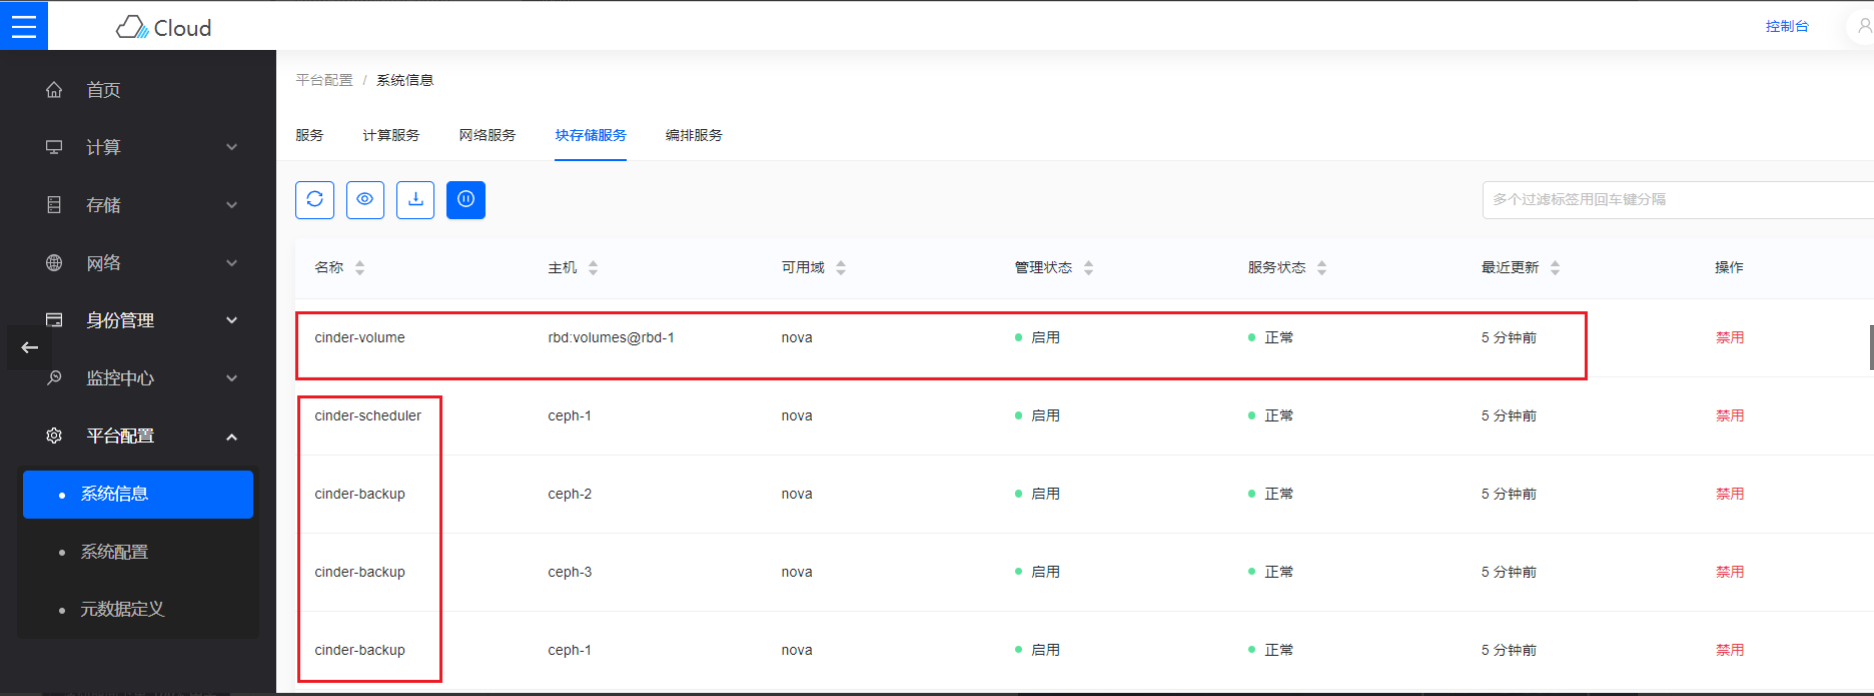 Cloud
控制台
首页
计算
存储
网络
身份管理
监控中心
平台配置
系统信息
系统配置
元数据定义
平台配置 / 系统信息
服务 计算服务 网络服务 块存储服务 编排服务
多个过滤标签用回车键分隔
名称 主机 可用域 管理状态 服务状态 最近更新 操作
cinder-volume rbd:volumes@rbd-1 nova 启用 正常 5 分钟前 禁用
cinder-scheduler ceph-1 nova 启用 正常 5 分钟前 禁用
cinder-backup ceph-2 nova 启用 正常 5 分钟前 禁用
cinder-backup ceph-3 nova 启用 正常 5 分钟前 禁用
cinder-backup ceph-1 nova 启用 正常 5 分钟前 禁用